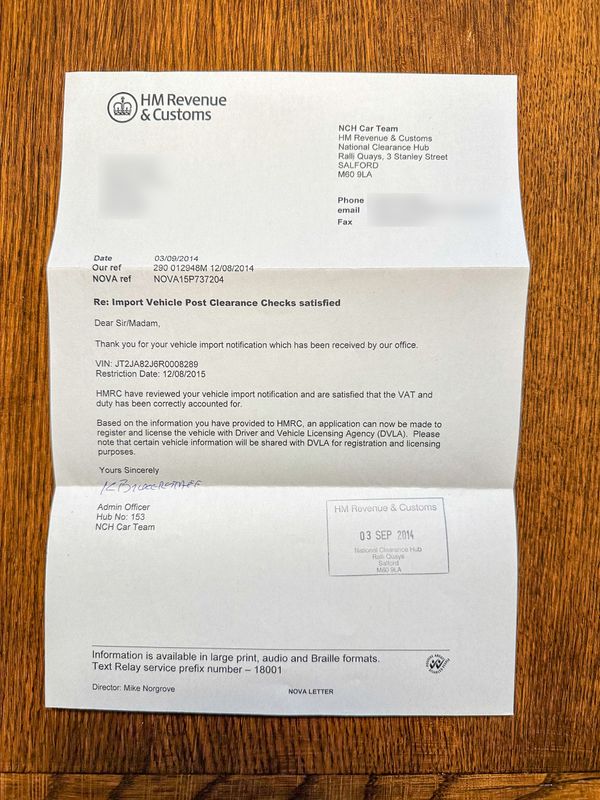 HM Revenue
& Customs
NCH Car Team
HM Revenue & Customs
National Clearance Hub
Ralli Quays, 3 Stanley Street
SALFORD
M60 9LA
Phone
email
Fax
Date 03/09/2014
Our ref 290 012948M 12/08/2014
NOVA ref NOVA15P737204
Re: Import Vehicle Post Clearance Checks satisfied
Dear Sir/Madam,
Thank you for your vehicle import notification which has been received by our office.
VIN: JT2JA82J6R0008289
Restriction Date: 12/08/2015
HMRC have reviewed your vehicle import notification and are satisfied that the VAT and
duty has been correctly accounted for.
Based on the information you have provided to HMRC, an application can now be made to
register and license the vehicle with Driver and Vehicle Licensing Agency (DVLA). Please
note that certain vehicle information will be shared with DVLA for registration and licensing
purposes.
Yours Sincerely
Admin Officer
Hub No: 153
NCH Car Team
HM Revenue & Customs
03 SEP 2014
National Clearance Hub
Ralli Quays
Salford
M60 9LA
Information is available in large print, audio and Braille formats.
Text Relay service prefix number – 18001
Director: Mike Norgrove
NOVA LETTER